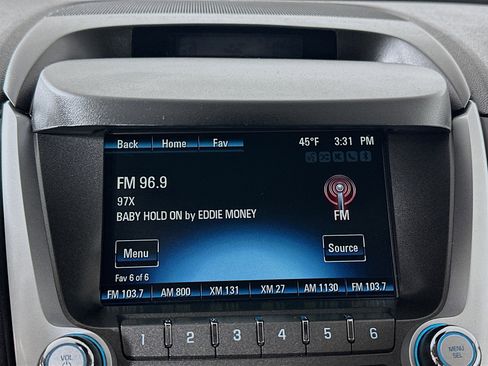 Back Home Fav 45°F 3:31 PM
FM 96.9
97X
BABY HOLD ON by EDDIE MONEY
FM
Menu Source
Fav 6 of 6
FM 103.7 AM 800 XM 131 XM 27 AM 1130 FM 103.7
1 2 3 4 5 6
VOL MENU
SEL